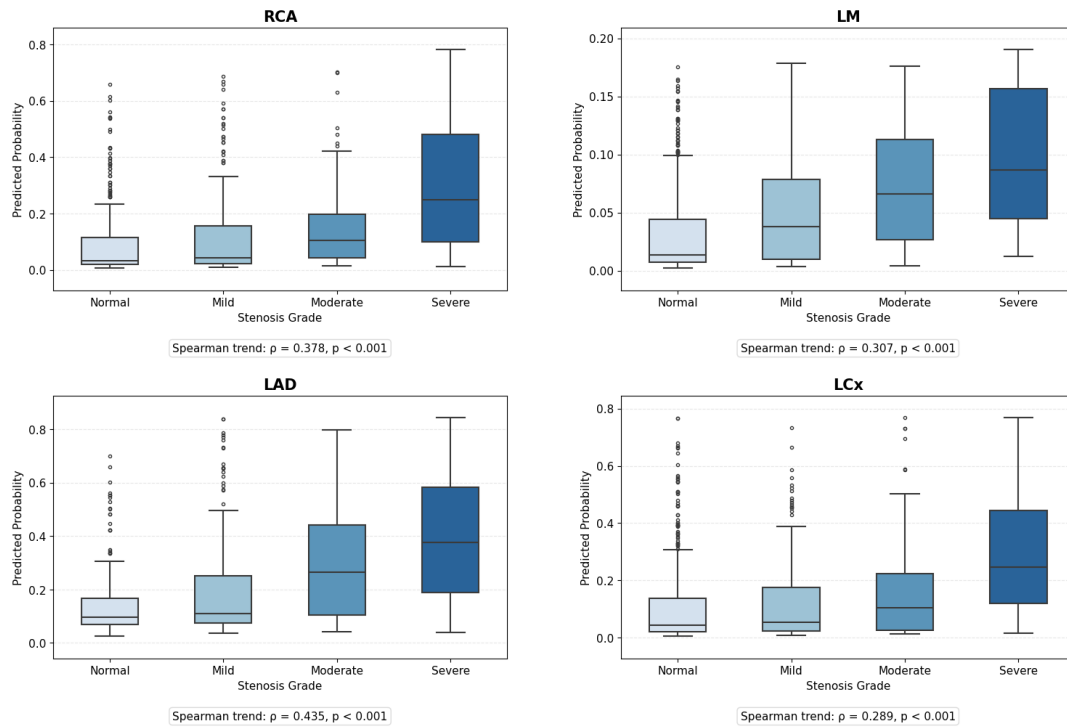 RCA
Predicted Probability
0.8
0.6
0.4
0.2
0.0
Normal Mild Moderate Severe
Stenosis Grade
Spearman trend: ρ = 0.378, p < 0.001
LM
Predicted Probability
0.20
0.15
0.10
0.05
0.00
Normal Mild Moderate Severe
Stenosis Grade
Spearman trend: ρ = 0.307, p < 0.001
LAD
Predicted Probability
0.8
0.6
0.4
0.2
0.0
Normal Mild Moderate Severe
Stenosis Grade
Spearman trend: ρ = 0.435, p < 0.001
LCx
Predicted Probability
0.8
0.6
0.4
0.2
0.0
Normal Mild Moderate Severe
Stenosis Grade
Spearman trend: ρ = 0.289, p < 0.001